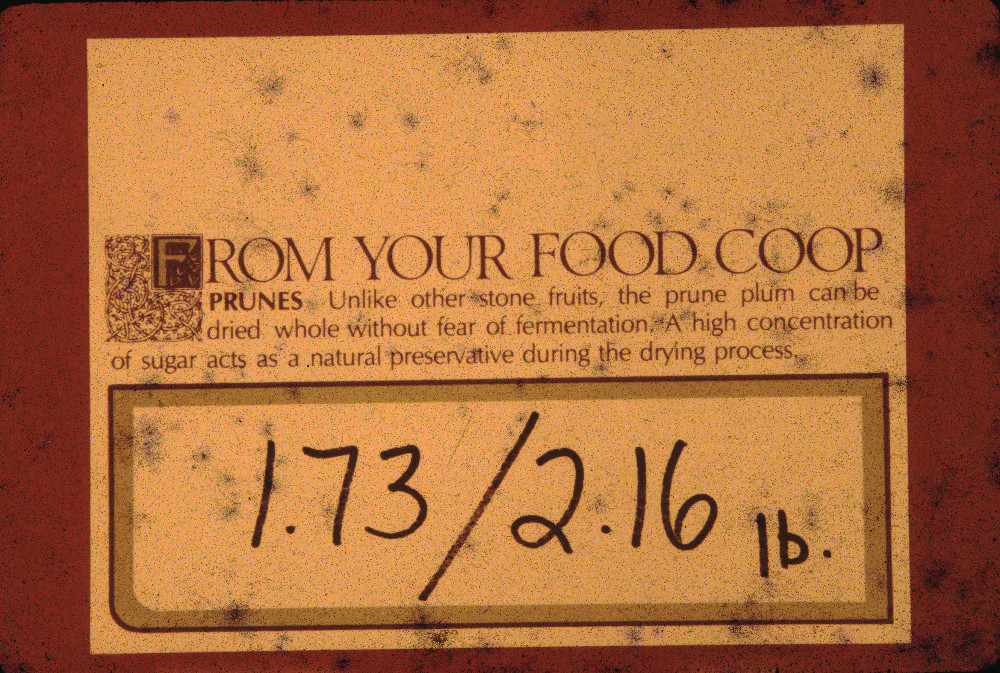 FROM YOUR FOOD COOP
PRUNES Unlike other stone fruits, the prune plum can be
dried whole without fear of fermentation. A high concentration
of sugar acts as a natural preservative during the drying process.
1.73/2.16 lb.